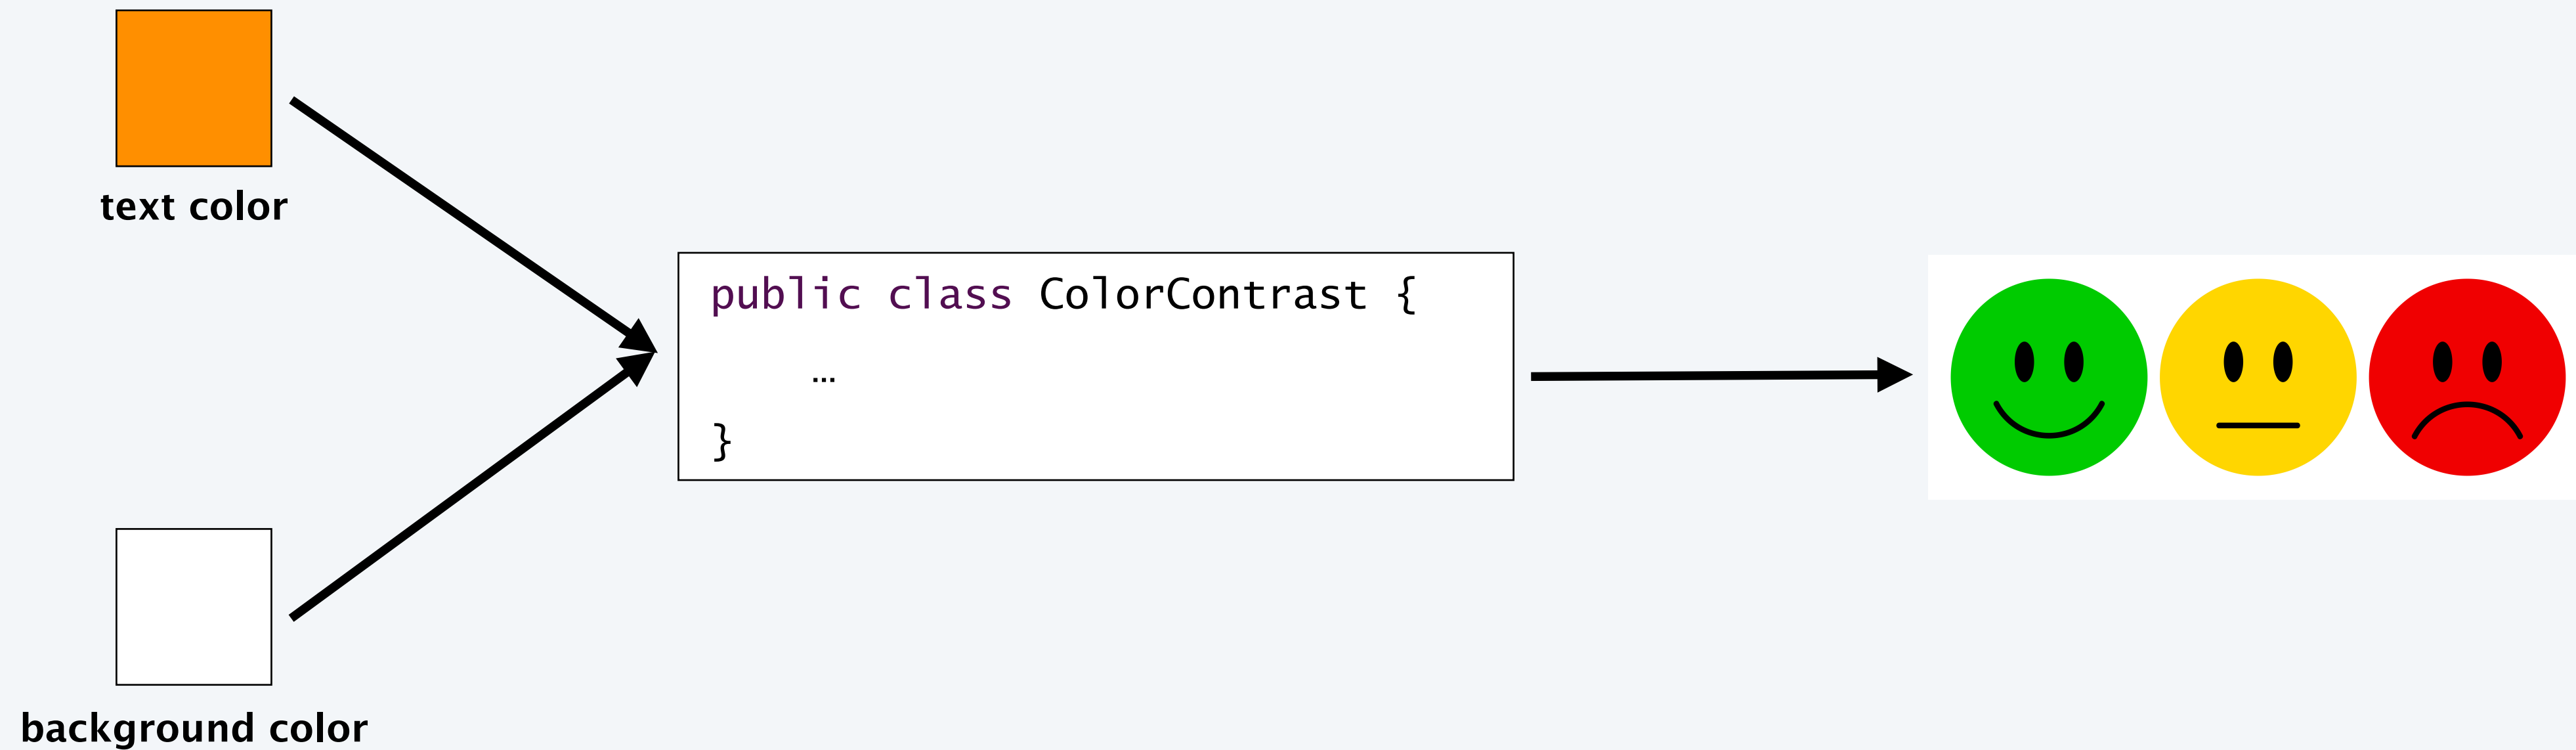 text color
public class ColorContrast {
…
}
background color